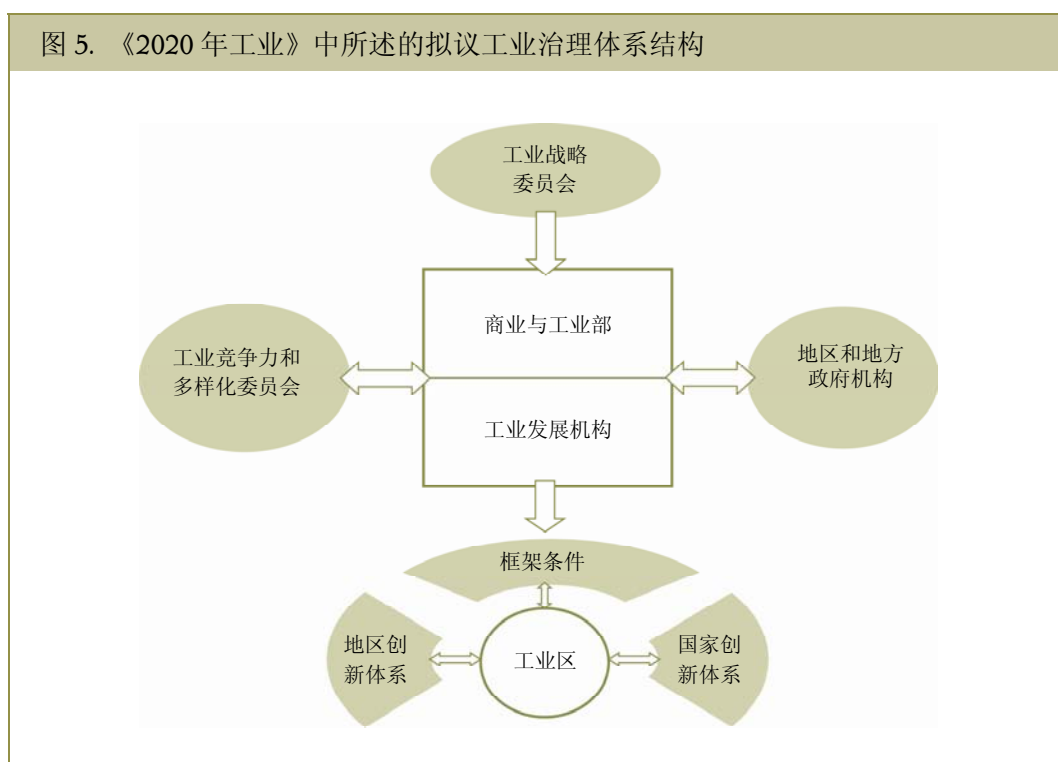 图 5. 《2020 年工业》中所述的拟议工业治理体系结构
工业战略
委员会
商业与工业部
工业竞争力和
多样化委员会
地区和地方
政府机构
工业发展机构
框架条件
地区创
新体系
工业区
国家创
新体系